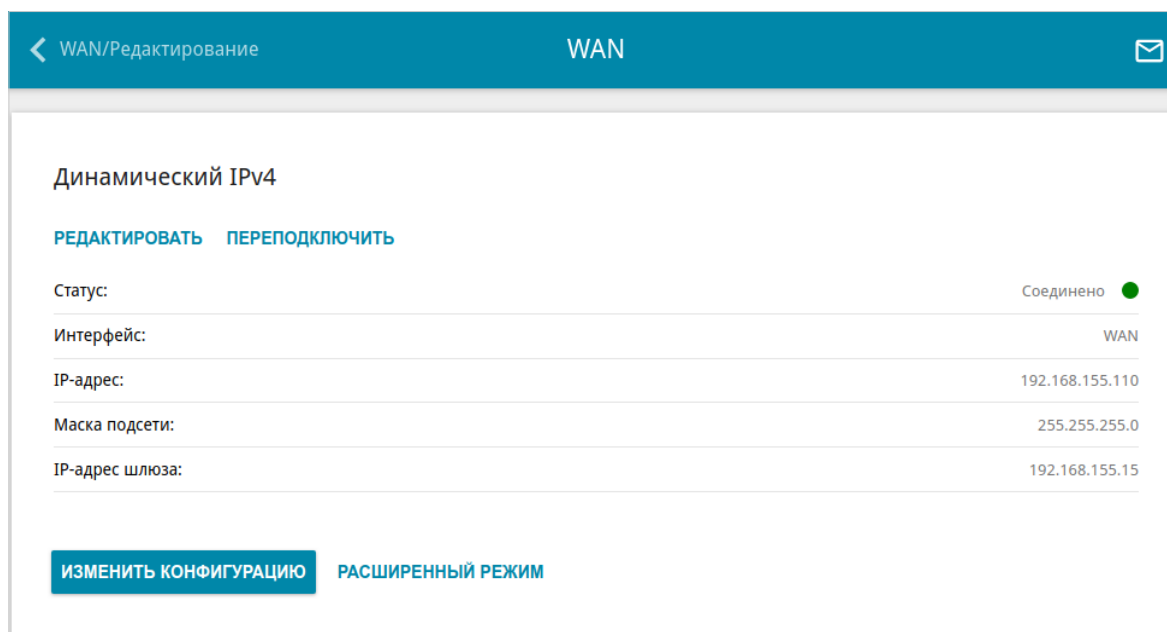 WAN/Редактирование WAN
Динамический IPv4
РЕДАКТИРОВАТЬ ПЕРЕПОДКЛЮЧИТЬ
Статус: Соединено
Интерфейс: WAN
IP-адрес: 192.168.155.110
Маска подсети: 255.255.255.0
IP-адрес шлюза: 192.168.155.15
ИЗМЕНИТЬ КОНФИГУРАЦИЮ РАСШИРЕННЫЙ РЕЖИМ